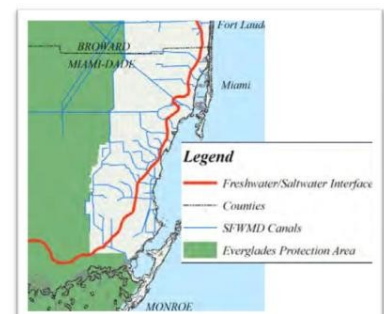 Fort Laud
BROWARD
MIAMI-DADE
Miami
Legend
Freshwater/Saltwater Interface
Counties
SFWMD Canals
Everglades Protection Area
MONROE